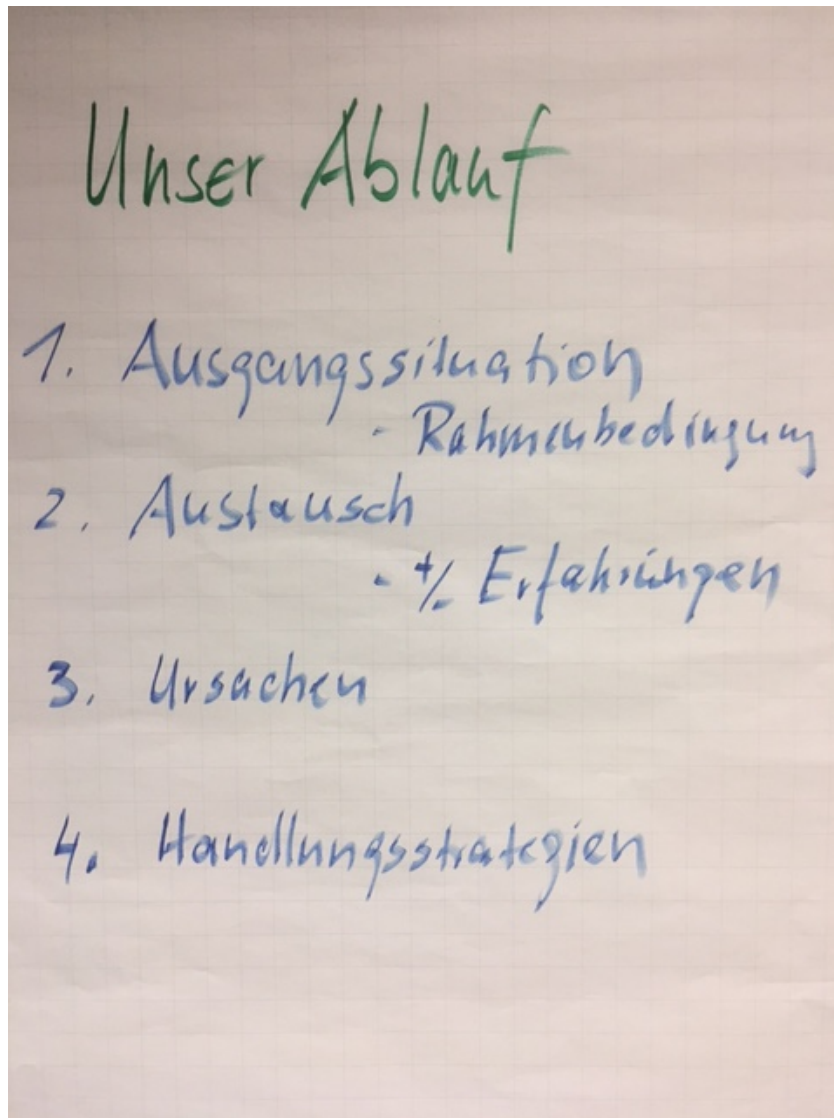 Unser Ablauf
1. Ausgangssituation
- Rahmenbedingung
2. Austausch
- +/- Erfahrungen
3. Ursachen
4. Handlungsstrategien